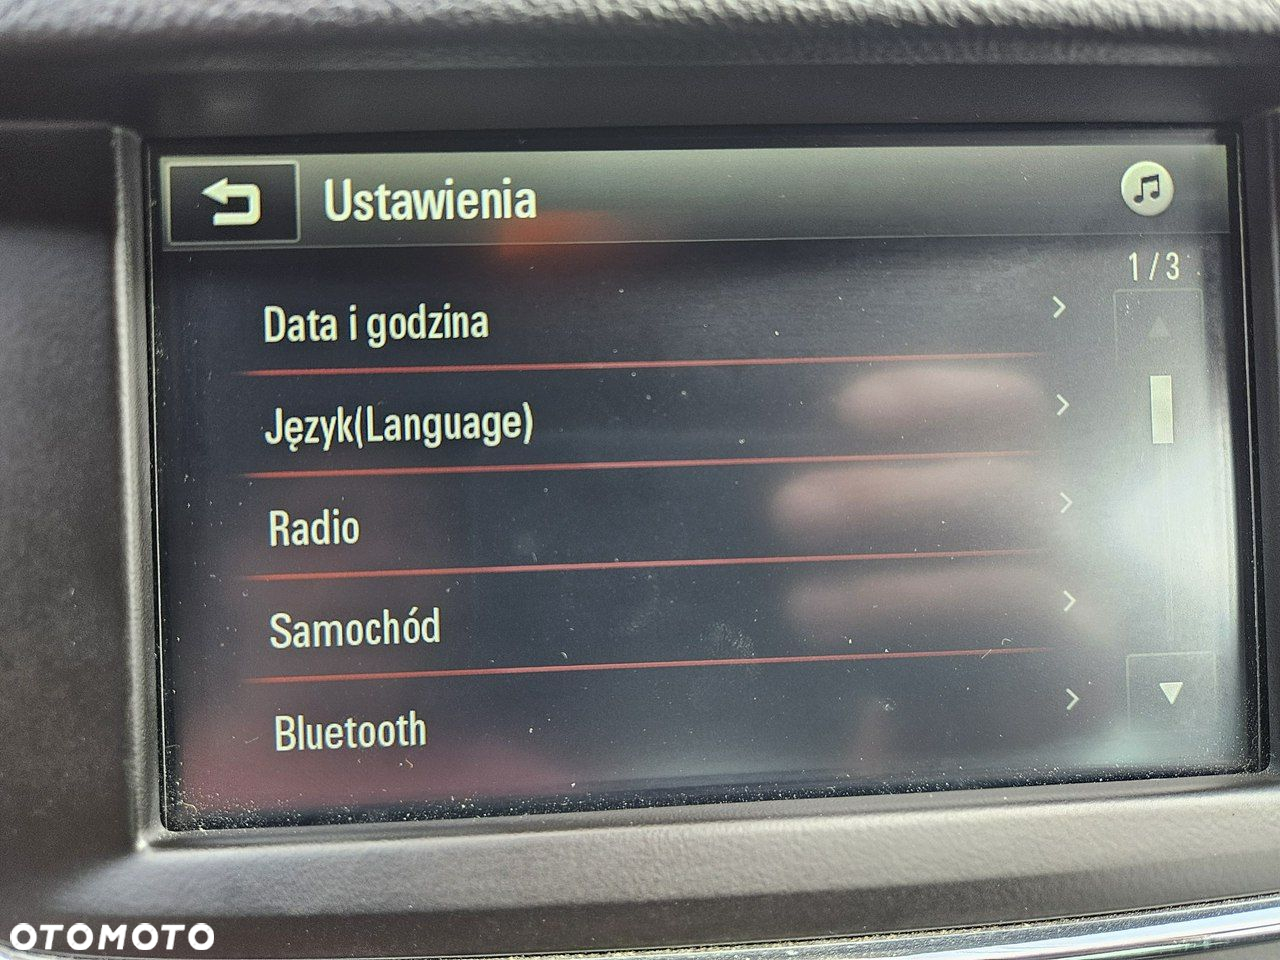 Ustawienia
1/3
Data i godzina
Język(Language)
Radio
Samochód
Bluetooth
OTOMOTO